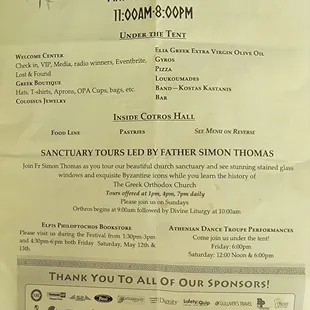 11:00AM-8:00PM
UNDER THE TENT
WELCOME CENTER
Check in, VIP, Media, radio winners, Eventbrite,
Lost & Found
GREEK BOUTIQUE
Hats, T-shirts, Aprons, OPA Cups, bags, etc.
COLOSSUS JEWELRY
ELIA GREEK EXTRA VIRGIN OLIVE OIL
GYROS
PIZZA
LOUKOUMADES
BAND—KOSTAS KASTANIS
BAR
INSIDE COTROS HALL
FOOD LINE PASTRIES SEE MENU ON REVERSE
SANCTUARY TOURS LED BY FATHER SIMON THOMAS
Join Fr Simon Thomas as you tour our beautiful church sanctuary and see stunning stained glass
windows and exquisite Byzantine icons while you learn the history of
The Greek Orthodox Church
Tours offered at 1pm, 4pm, 7pm daily
Please join us on Sundays
Orthros begins at 9:00am followed by Divine Liturgy at 10:00am
ELPIS PHILOPTOCHOS BOOKSTORE
Please visit us during the Festival from 1:30pm-3pm
and 4:30pm-6pm both Friday Saturday, May 12th &
13th.
ATHENIAN DANCE TROUPE PERFORMANCES
Come join us under the tent!
Friday: 6:00pm
Saturday: 12:00 Noon & 6:00pm
THANK YOU TO ALL OF OUR SPONSORS!
Ford
Dignity
Safety Quip
GULLIVER'S TRAVEL